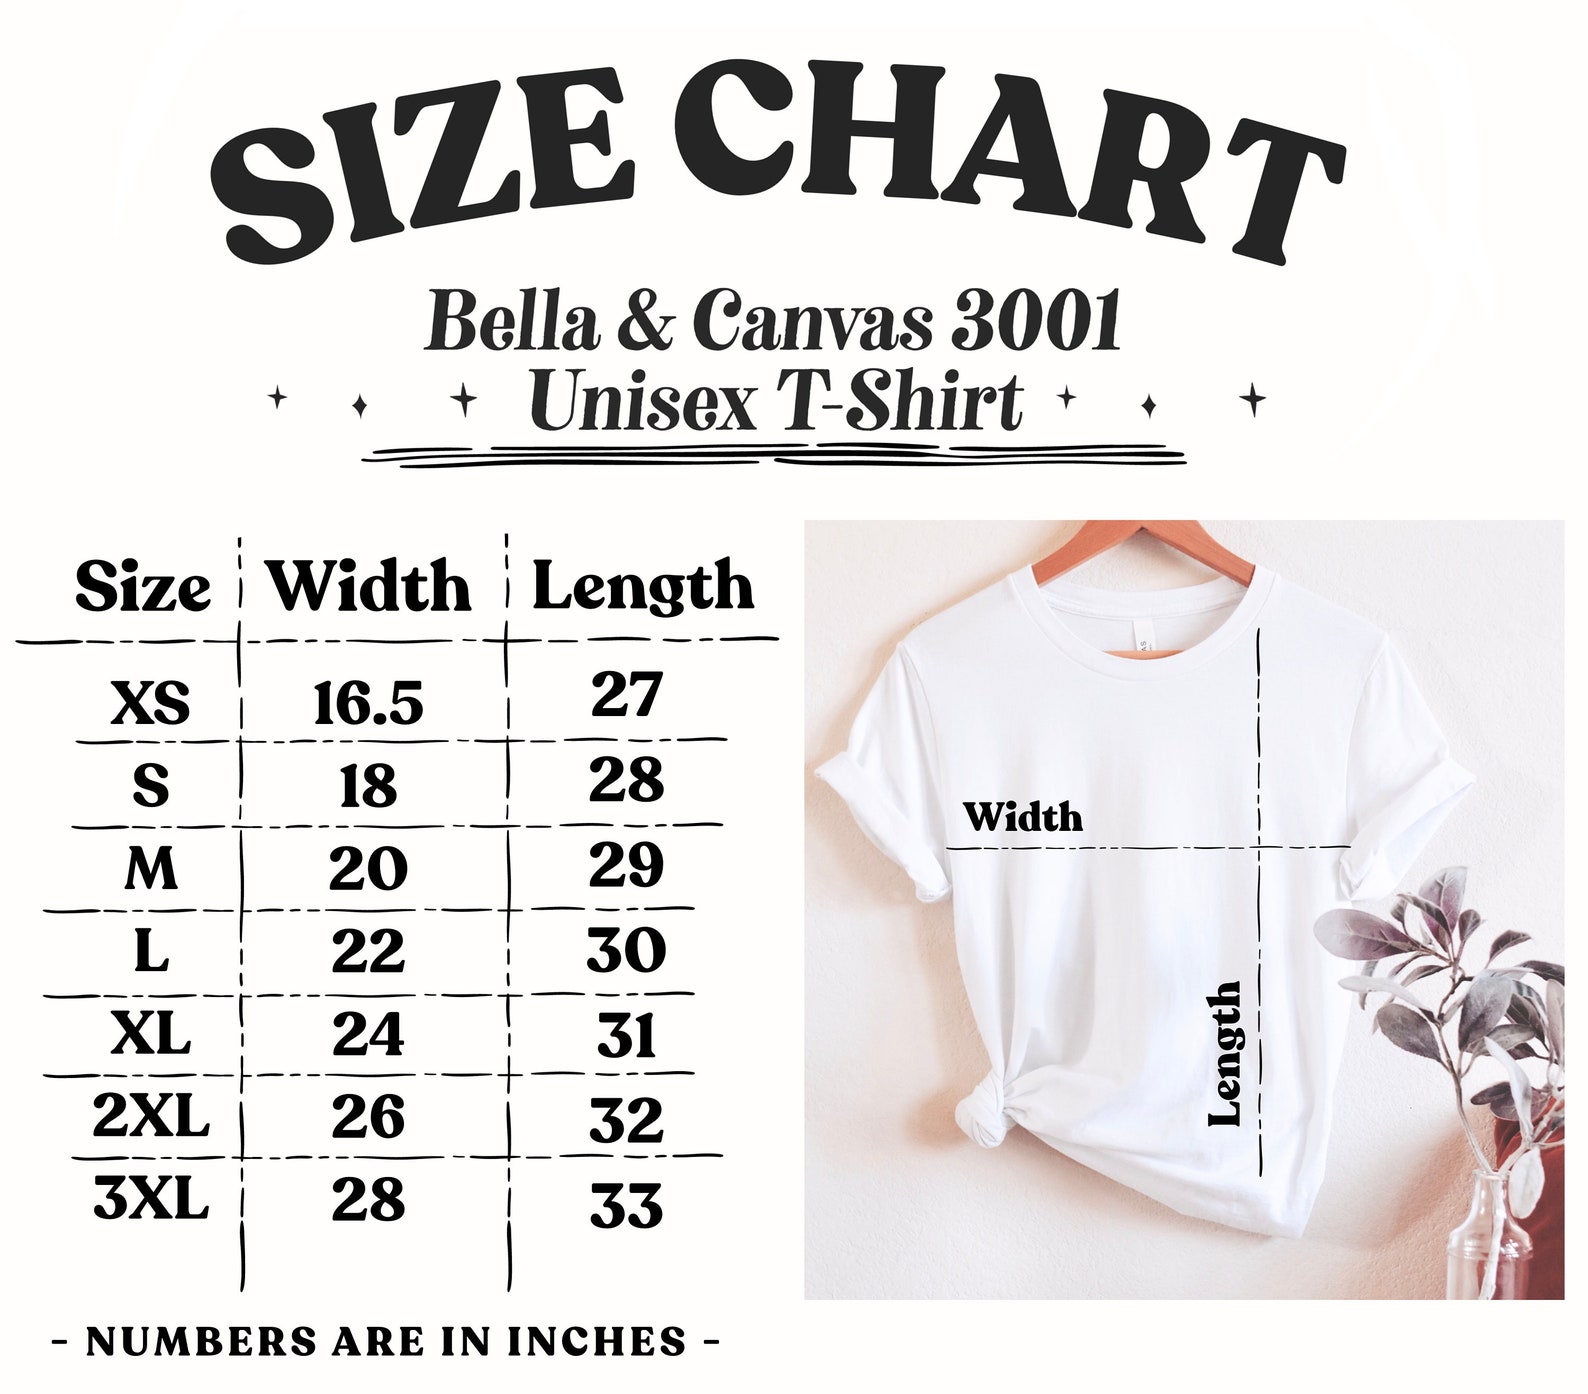 SIZE CHART
Bella & Canvas 3001
Unisex T-Shirt
Size Width Length
XS 16.5 27
S 18 28
M 20 29
L 22 30
XL 24 31
2XL 26 32
3XL 28 33
- NUMBERS ARE IN INCHES -
Width
Length